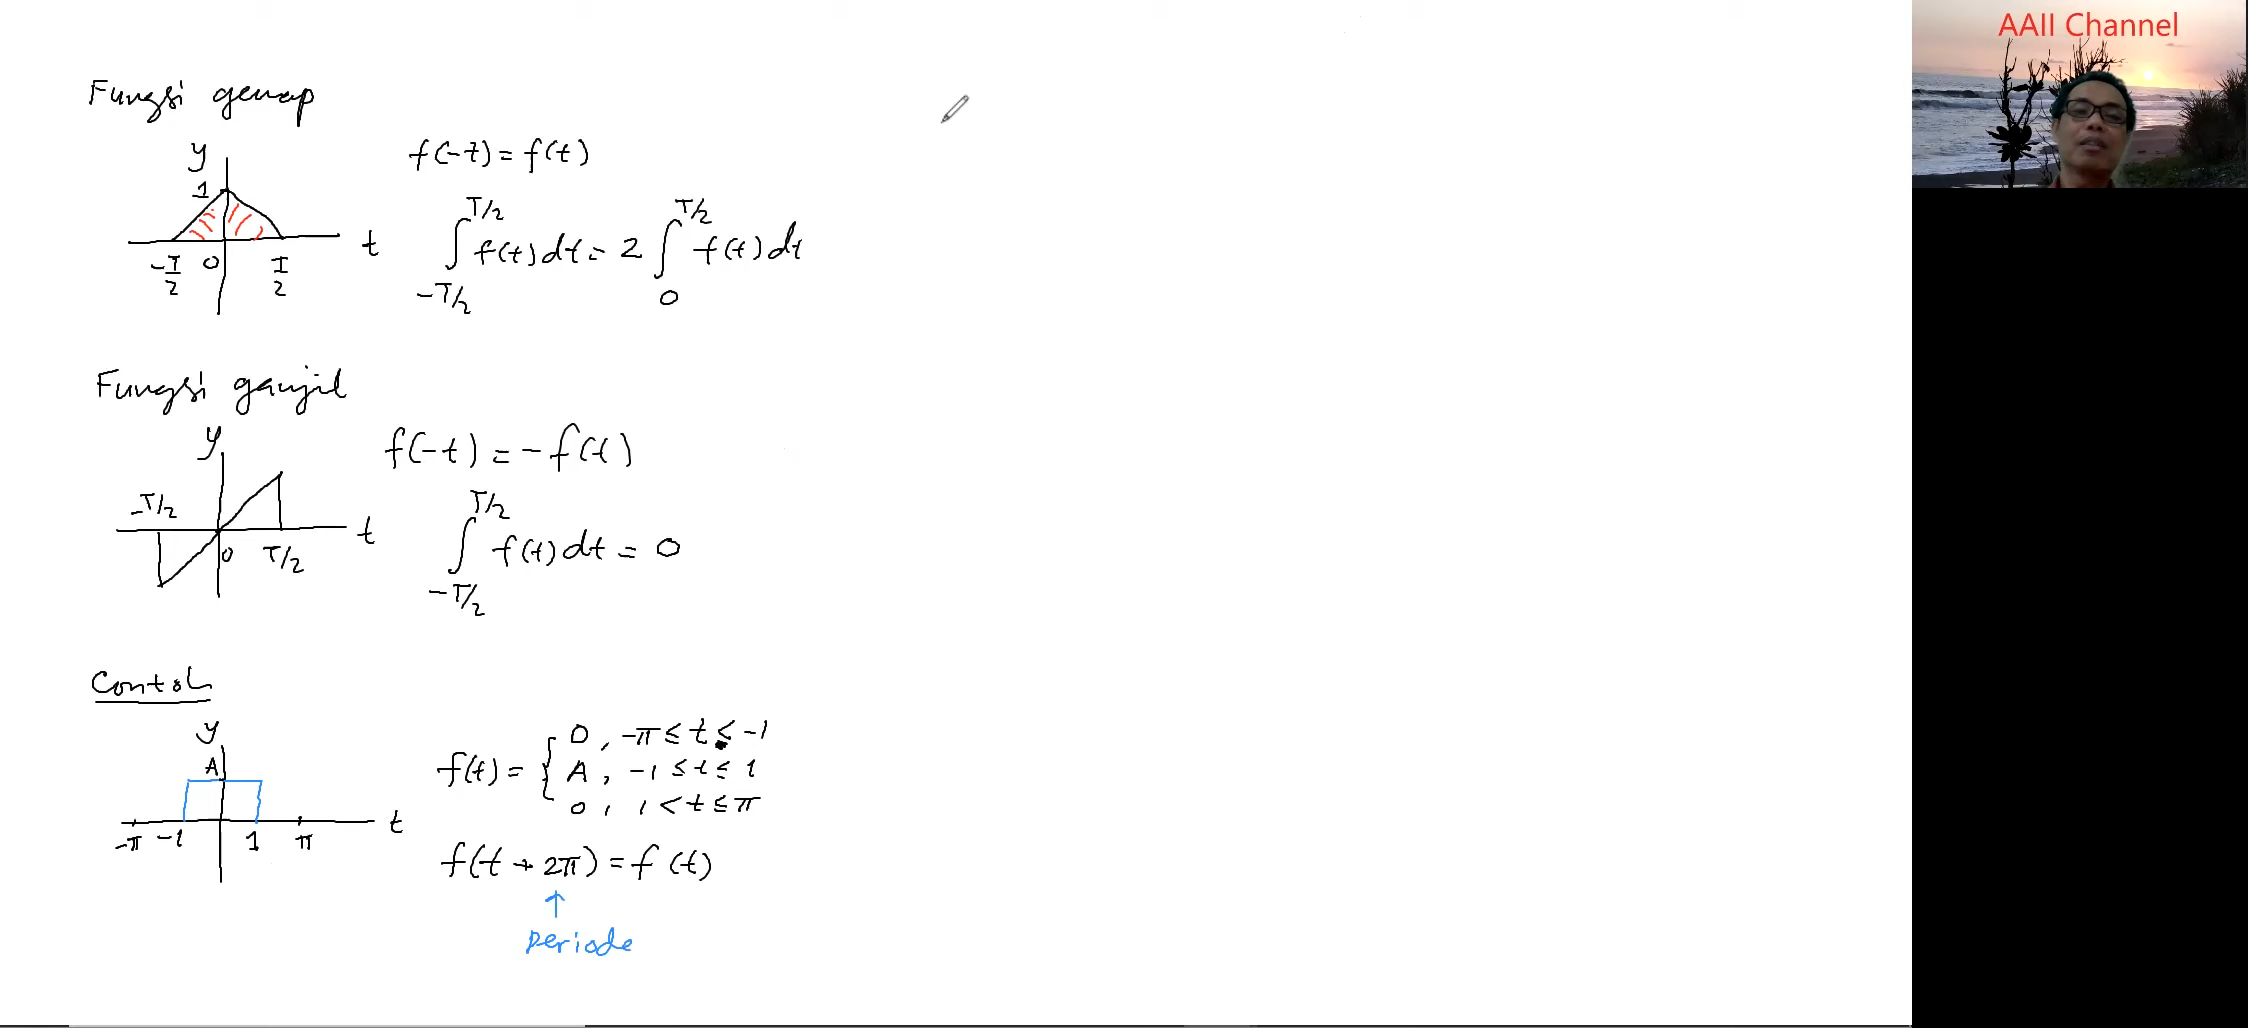 AAII Channel
Fungsi genap
y
1
t
-T/2 0 T/2
f(-t) = f(t)
∫_{-T/2}^{T/2} f(t) dt = 2 ∫_{0}^{T/2} f(t) dt
Fungsi ganjil
y
-T/2
t
0 T/2
f(-t) = -f(t)
∫_{-T/2}^{T/2} f(t) dt = 0
Contoh
y
A
t
-π -1 1 π
f(t) = {
0, -π ≤ t ≤ -1
A, -1 ≤ t ≤ 1
0, 1 < t ≤ π
f(t + 2π) = f(t)
↑
periode